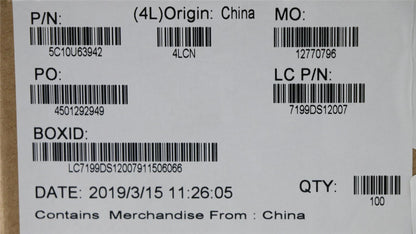 P/N: (4L)Origin: China MO:
5C10U63942 4LCN 12770796
PO: LC P/N:
4501292949 7199DS12007
BOXID:
LC7199DS12007911506066
DATE: 2019/3/15 11:26:05 QTY:
100
Contains Merchandise From : China